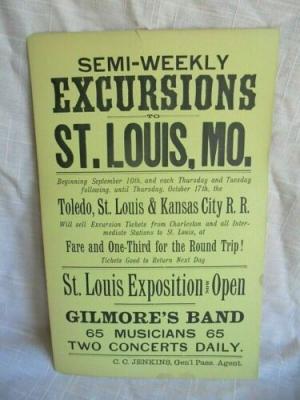 SEMI-WEEKLY
EXCURSIONS
TO
ST. LOUIS, MO.
Beginning September 10th, and each Thursday and Tuesday
following, until Thursday, October 17th, the
Toledo, St. Louis & Kansas City R. R.
Will sell Excursion Tickets from Charleston and all Inter-
mediate Stations to St. Louis, at
Fare and One-Third for the Round Trip!
Tickets Good to Return Next Day
St. Louis Exposition NOW Open
GILMORE'S BAND
65 MUSICIANS 65
TWO CONCERTS DAILY.
C. C. JENKINS, Gen'l Pass. Agent.